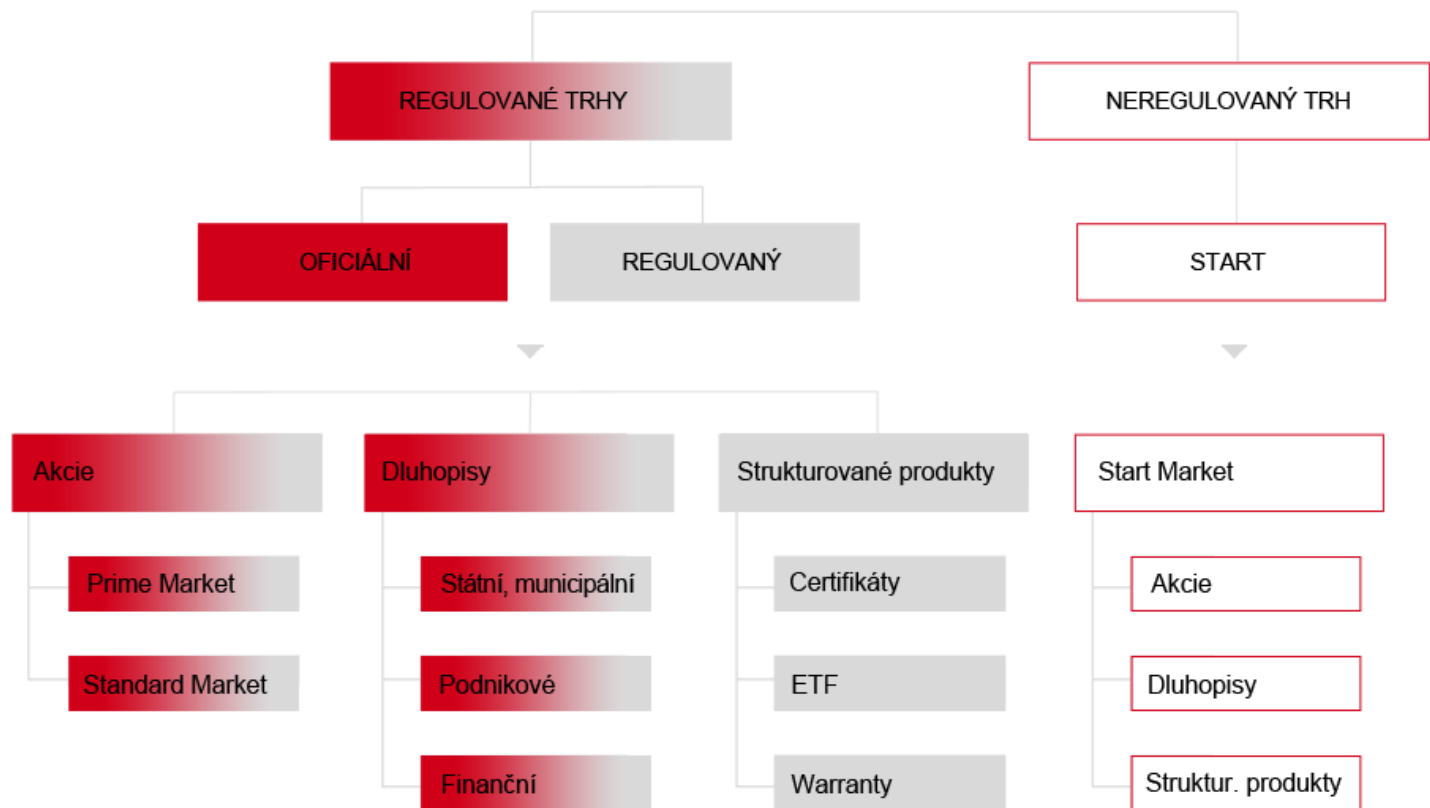 REGULOVANÉ TRHY
NEREGULOVANÝ TRH
OFICIÁLNÍ
REGULOVANÝ
START
Akcie
Dluhopisy
Strukturované produkty
Start Market
Prime Market
Státní, municipální
Certifikáty
Akcie
Standard Market
Podnikové
ETF
Dluhopisy
Finanční
Warranty
Struktur. produkty